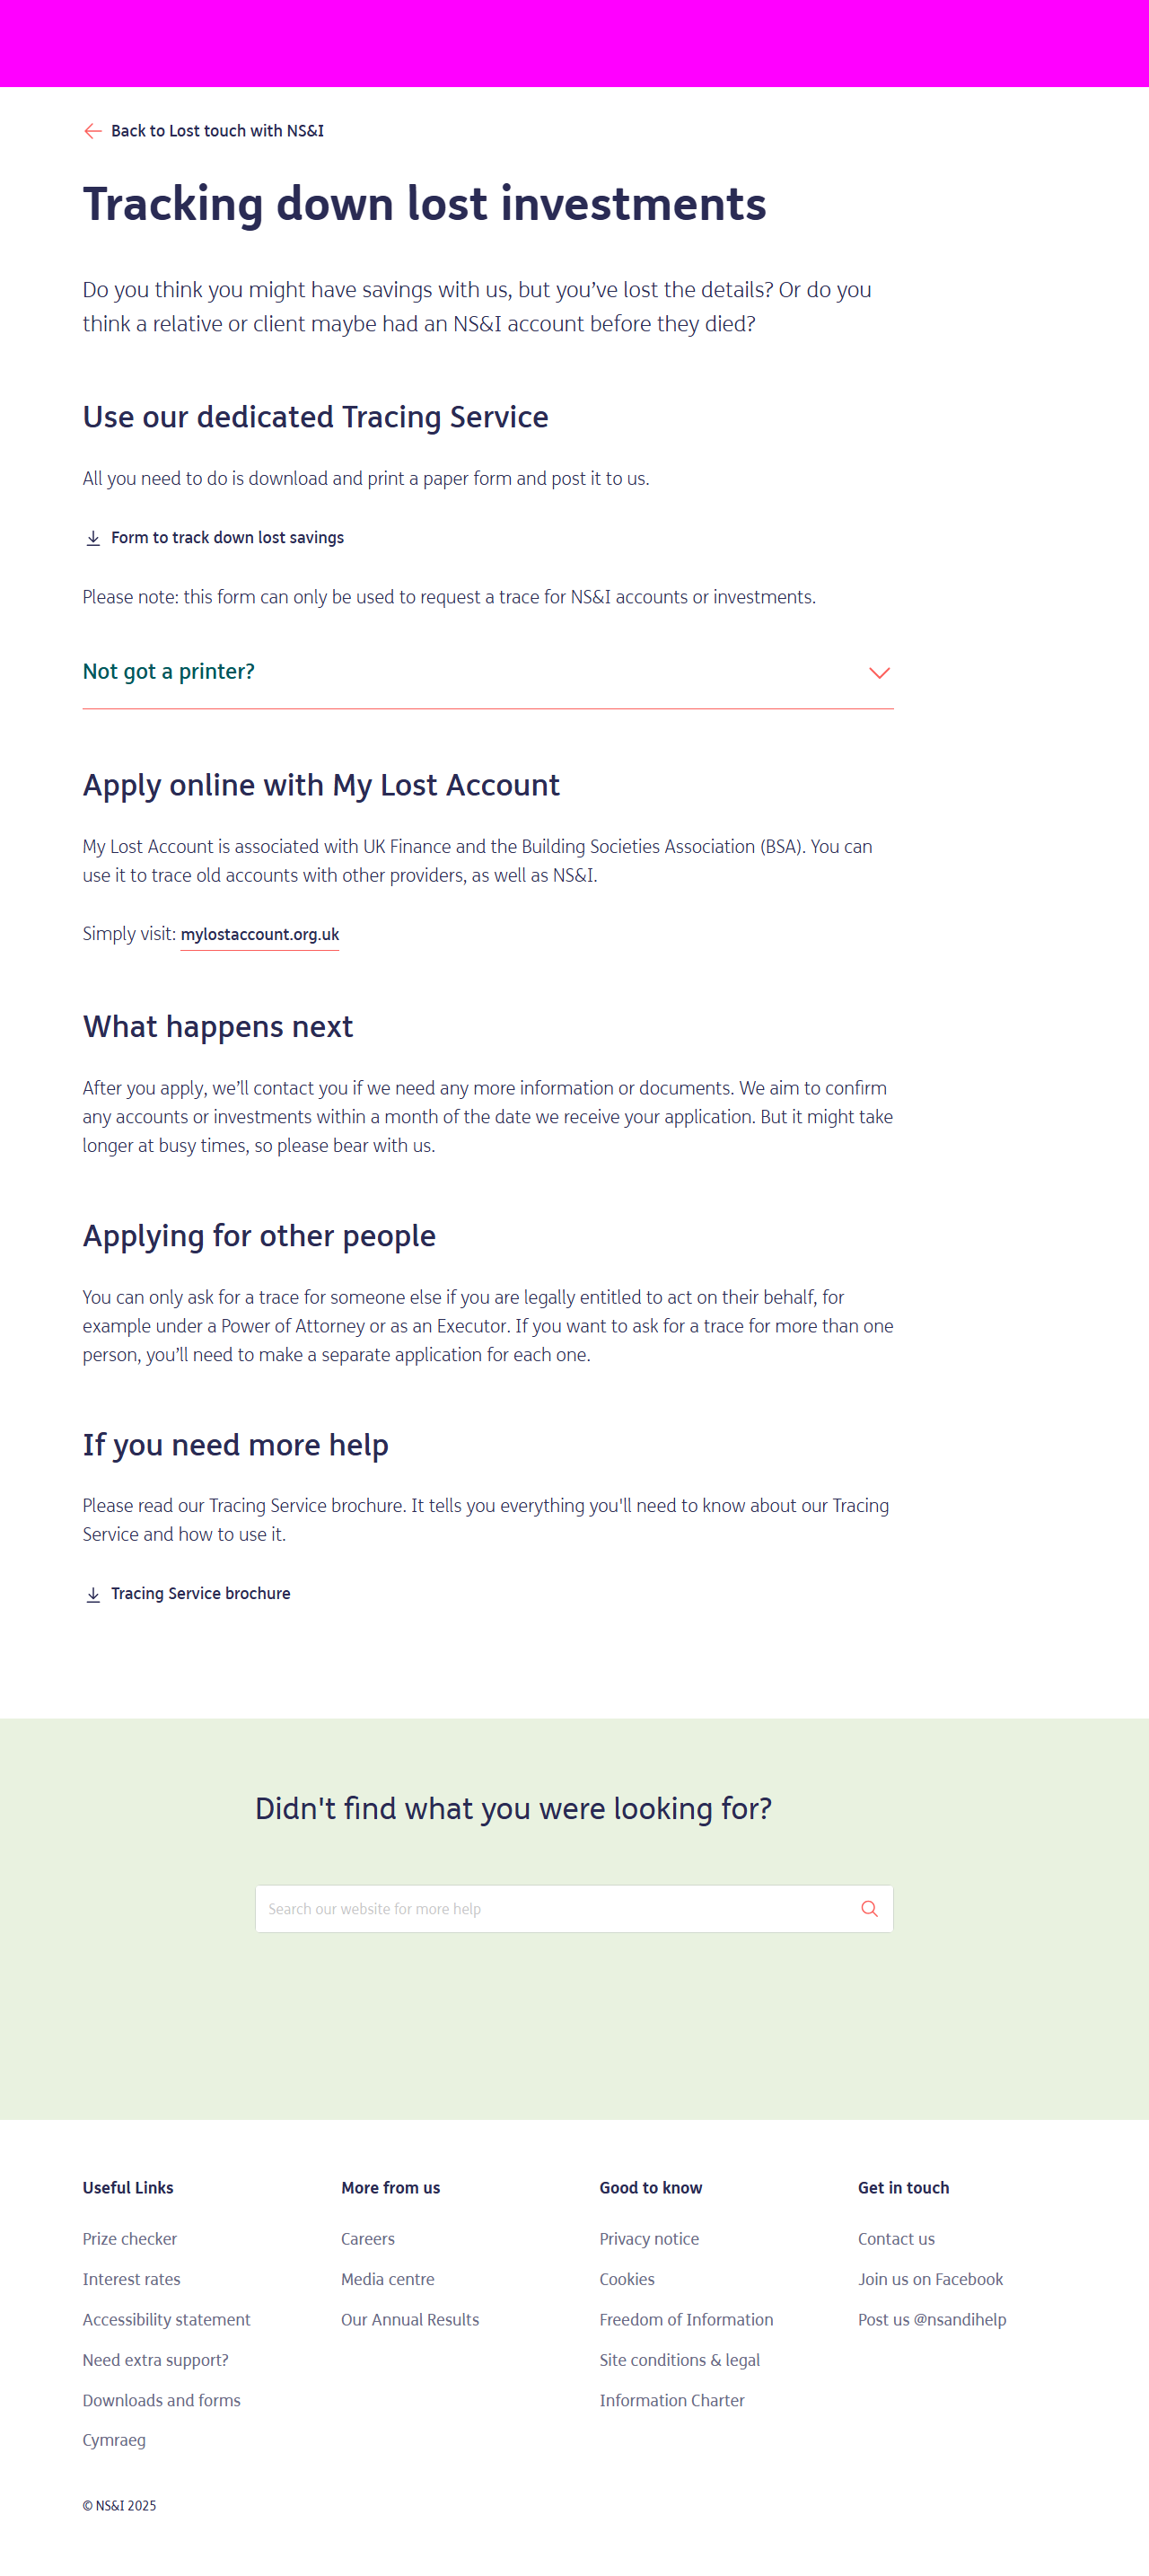 Back to Lost touch with NS&I
Tracking down lost investments
Do you think you might have savings with us, but you’ve lost the details? Or do you
think a relative or client maybe had an NS&I account before they died?
Use our dedicated Tracing Service
All you need to do is download and print a paper form and post it to us.
Form to track down lost savings
Please note: this form can only be used to request a trace for NS&I accounts or investments.
Not got a printer?
Apply online with My Lost Account
My Lost Account is associated with UK Finance and the Building Societies Association (BSA). You can
use it to trace old accounts with other providers, as well as NS&I.
Simply visit: mylostaccount.org.uk
What happens next
After you apply, we’ll contact you if we need any more information or documents. We aim to confirm
any accounts or investments within a month of the date we receive your application. But it might take
longer at busy times, so please bear with us.
Applying for other people
You can only ask for a trace for someone else if you are legally entitled to act on their behalf, for
example under a Power of Attorney or as an Executor. If you want to ask for a trace for more than one
person, you’ll need to make a separate application for each one.
If you need more help
Please read our Tracing Service brochure. It tells you everything you'll need to know about our Tracing
Service and how to use it.
Tracing Service brochure
Didn't find what you were looking for?
Search our website for more help
Useful Links
Prize checker
Interest rates
Accessibility statement
Need extra support?
Downloads and forms
Cymraeg
More from us
Careers
Media centre
Our Annual Results
Good to know
Privacy notice
Cookies
Freedom of Information
Site conditions & legal
Information Charter
Get in touch
Contact us
Join us on Facebook
Post us @nsandihelp
© NS&I 2025